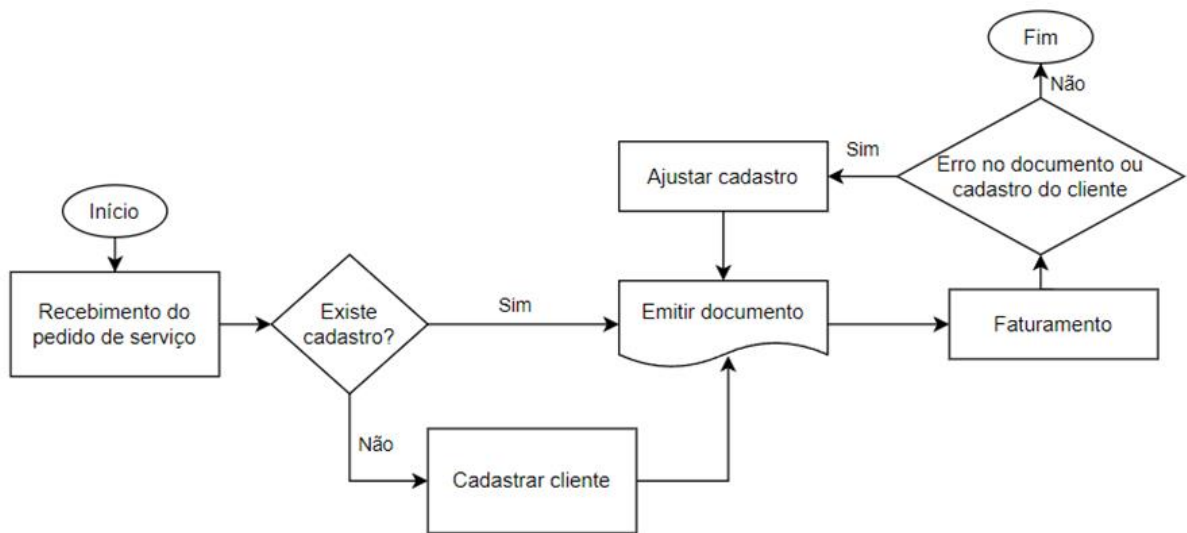 Início
Recebimento do
pedido de serviço
Existe
cadastro?
Sim
Não
Cadastrar cliente
Emitir documento
Ajustar cadastro
Faturamento
Erro no documento ou
cadastro do cliente
Sim
Não
Fim